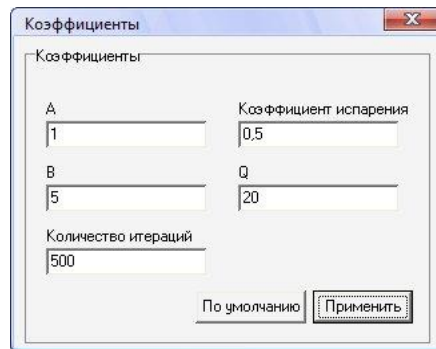 Коэффициенты
Коэффициенты
A
Коэффициент испарения
1
0,5
B
Q
5
20
Количество итераций
500
По умолчанию
Применить